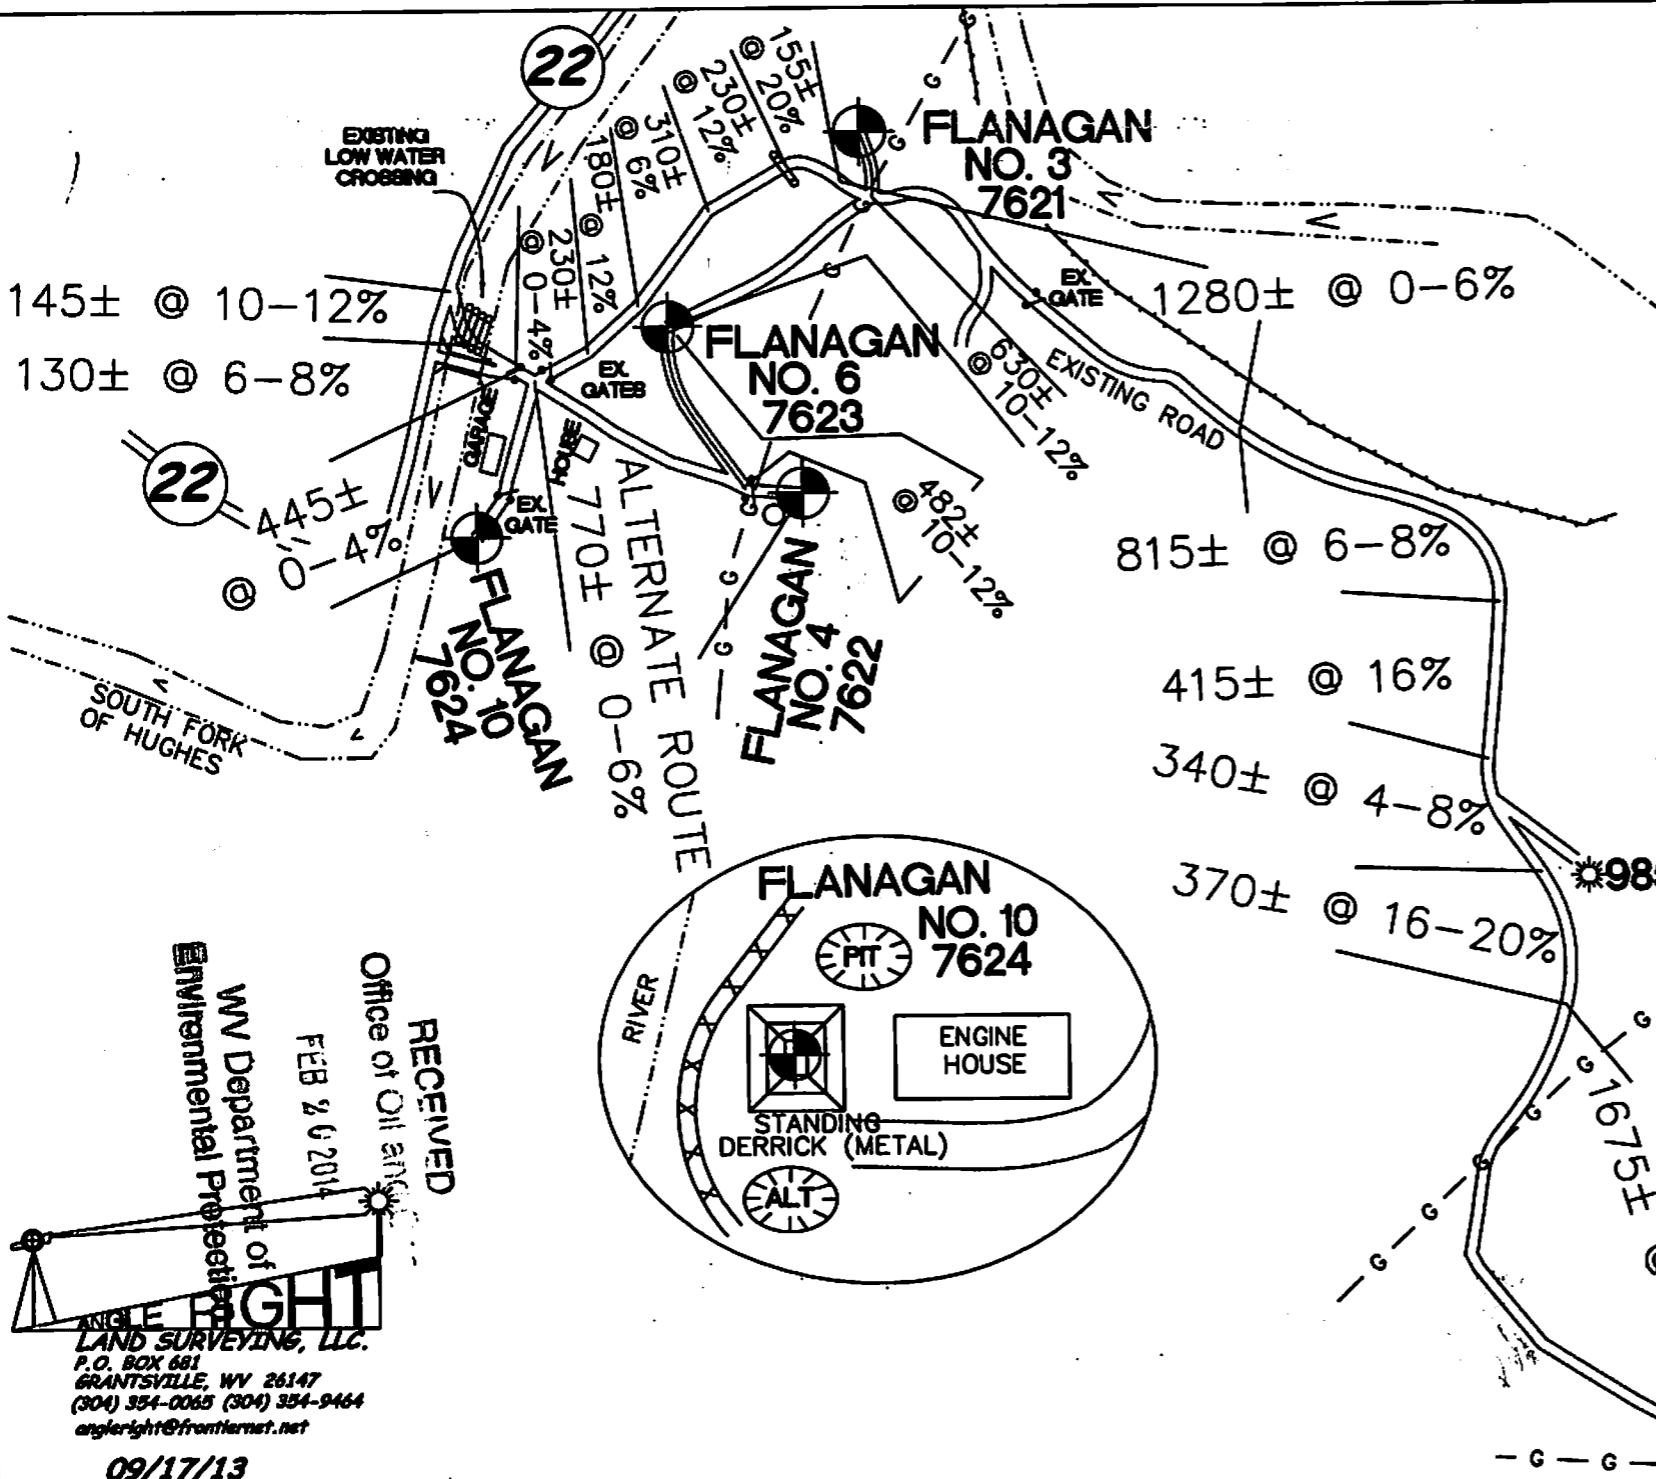 22
EXISTING
LOW WATER
CROSSING
155±
@ 20%
230±
@ 12%
310±
@ 6%
180±
@ 12%
230±
@ 0-4%
FLANAGAN
NO. 3
7621
145± @ 10-12%
130± @ 6-8%
EX.
GATE
1280± @ 0-6%
FLANAGAN
NO. 6
7623
EX.
GATES
630±
@ 10-12%
EXISTING ROAD
GARAGE
HOUSE
22
445±
@ 0-4%
EX.
GATE
482±
@ 10-12%
815± @ 6-8%
FLANAGAN
NO. 10
7624
770± @ 0-6%
ALTERNATE ROUTE
FLANAGAN
NO. 4
7622
415± @ 16%
SOUTH FORK
OF HUGHES
340± @ 4-8%
370± @ 16-20%
FLANAGAN
NO. 10
7624
PIT
RIVER
ENGINE
HOUSE
STANDING
DERRICK (METAL)
ALT
1675± @
G
G
G
G
G
G
G
G
G
G
G
G
G
G
RECEIVED
Office of Oil and
FEB 26 2014
WV Department of
Environmental Protection
ANGLE RIGHT
LAND SURVEYING, LLC.
P.O. BOX 681
GRANTSVILLE, WV 26147
(304) 354-0065 (304) 354-9464
angleright@frontiernet.net
09/17/13